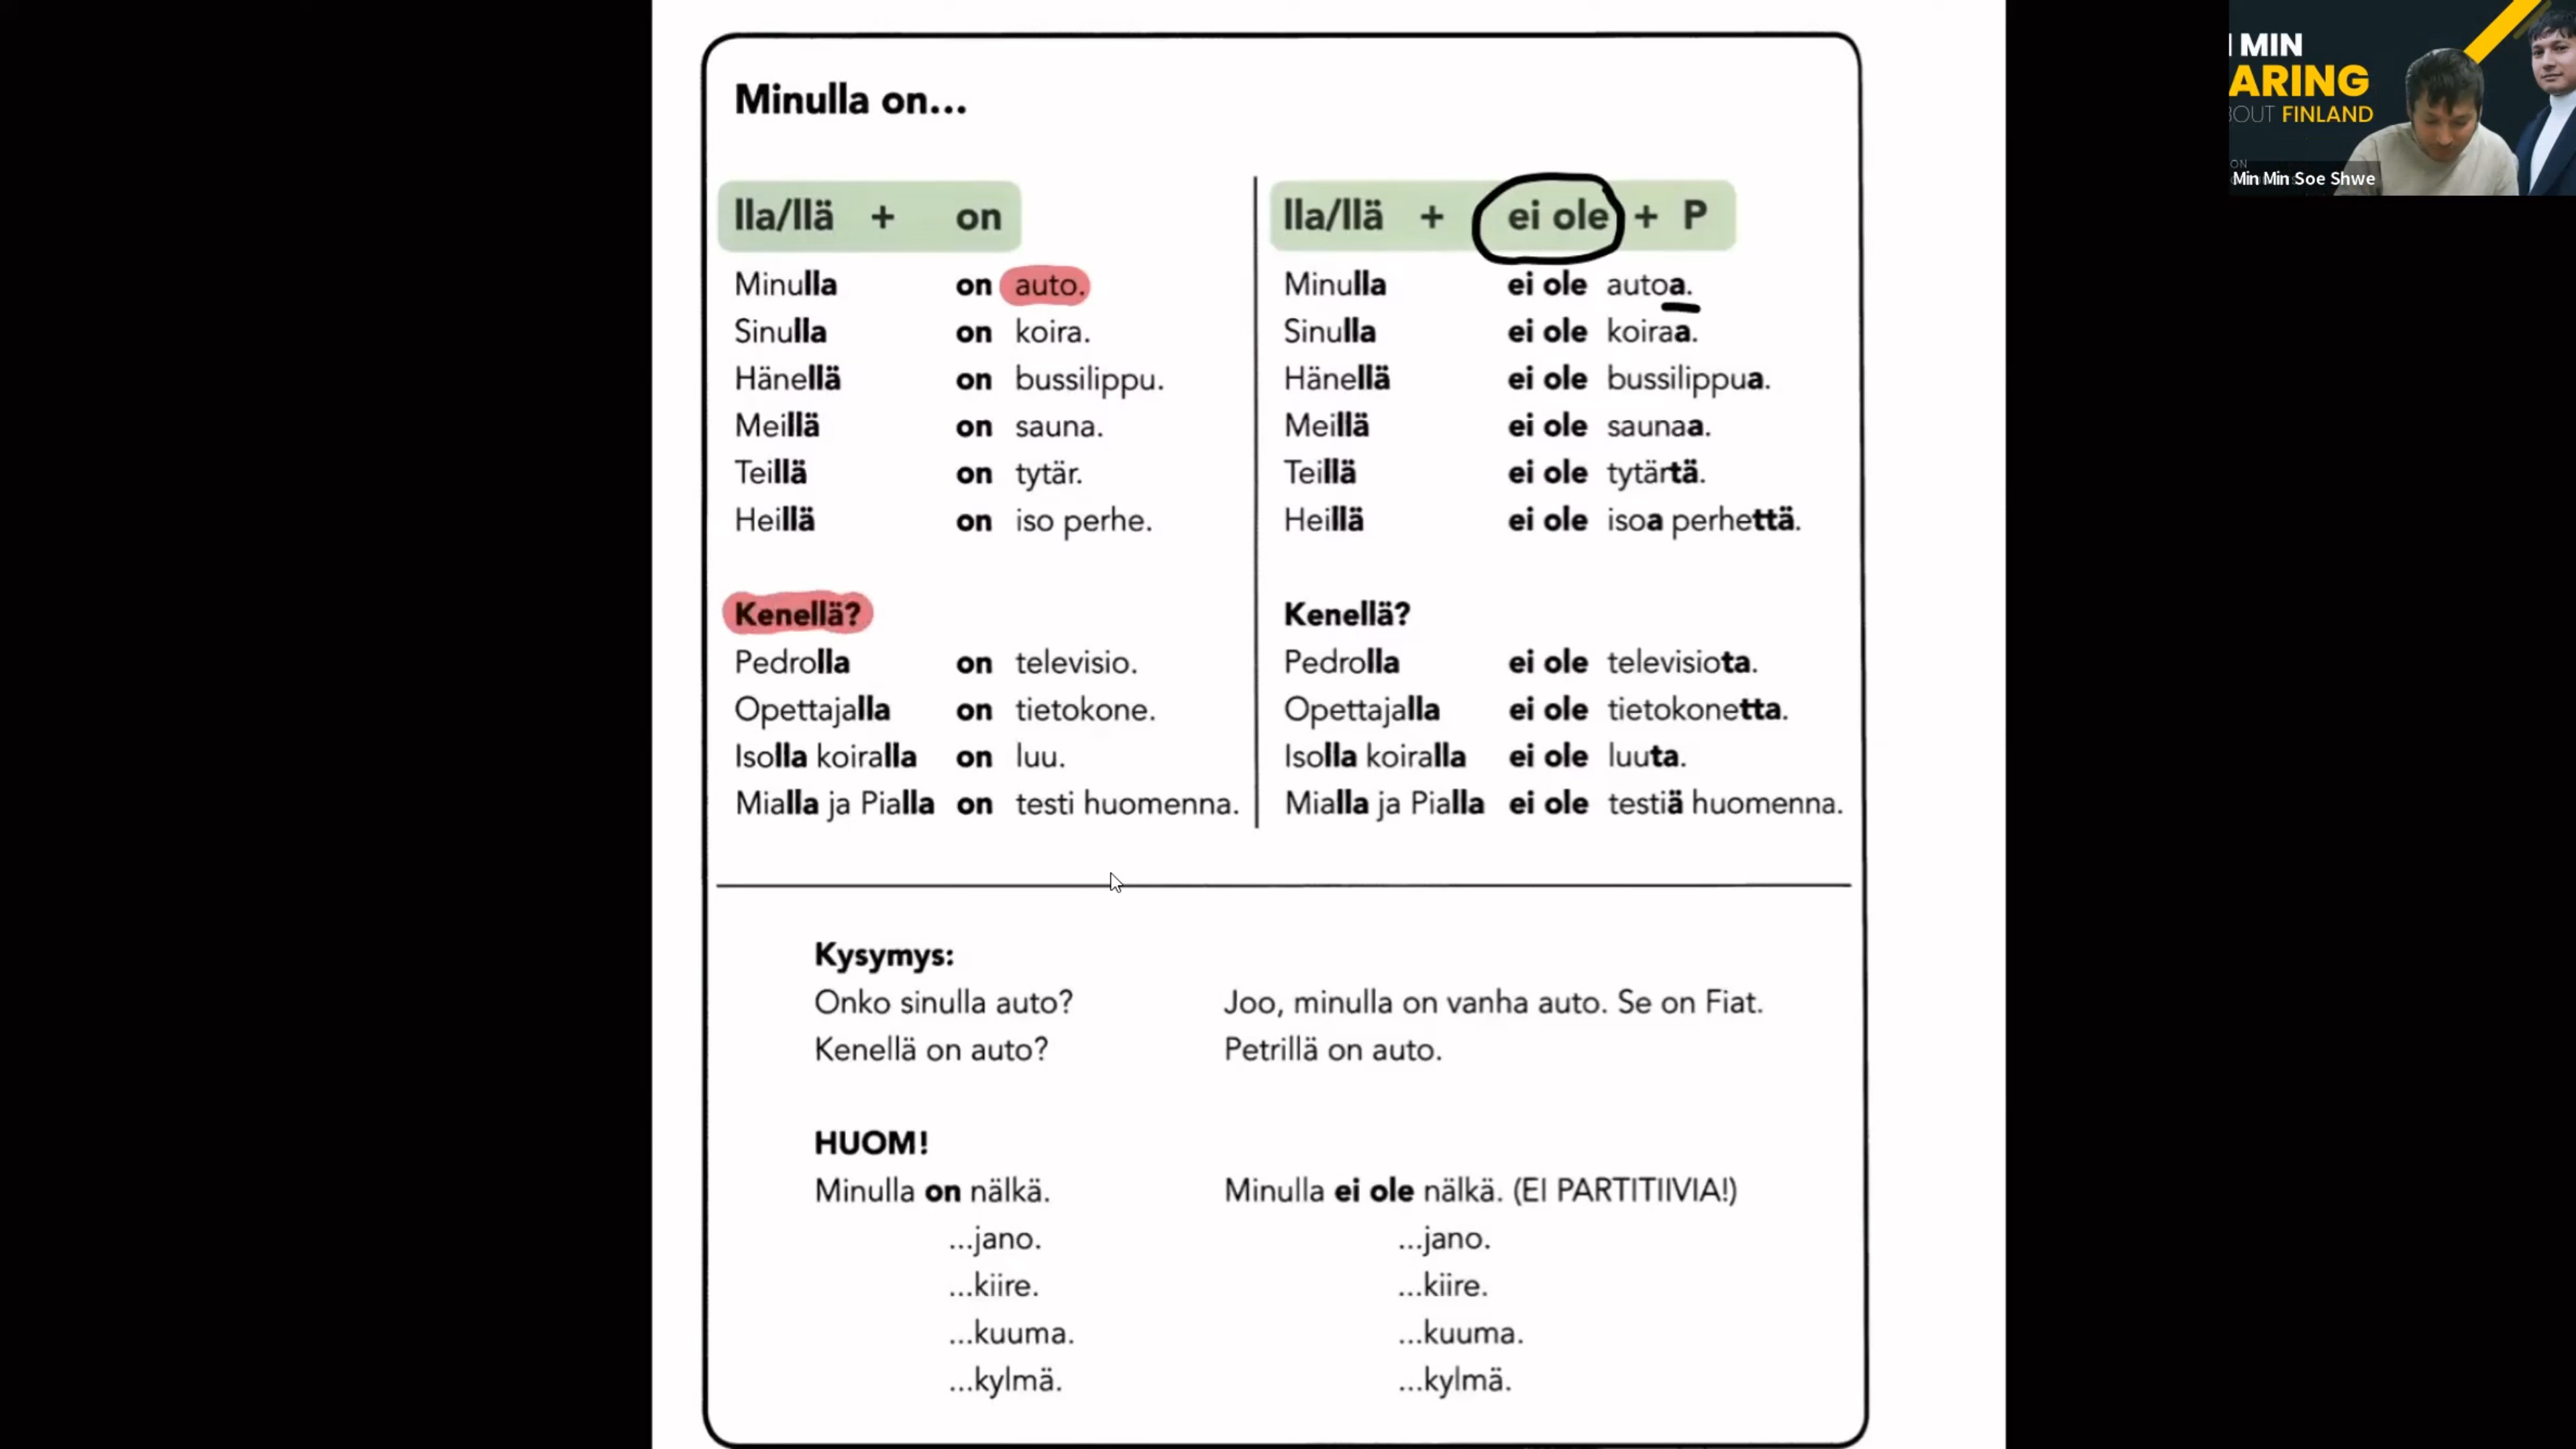 Minulla on...
lla/llä + on
Minulla on auto.
Sinulla on koira.
Hänellä on bussilippu.
Meillä on sauna.
Teillä on tytär.
Heillä on iso perhe.
Kenellä?
Pedrolla on televisio.
Opettajalla on tietokone.
Isolla koiralla on luu.
Mialla ja Pialla on testi huomenna.
lla/llä + ei ole + P
Minulla ei ole autoa.
Sinulla ei ole koiraa.
Hänellä ei ole bussilippua.
Meillä ei ole saunaa.
Teillä ei ole tytärtä.
Heillä ei ole isoa perhettä.
Kenellä?
Pedrolla ei ole televisiota.
Opettajalla ei ole tietokonetta.
Isolla koiralla ei ole luuta.
Mialla ja Pialla ei ole testiä huomenna.
Kysymys:
Onko sinulla auto? Joo, minulla on vanha auto. Se on Fiat.
Kenellä on auto? Petrillä on auto.
HUOM!
Minulla on nälkä. Minulla ei ole nälkä. (EI PARTITIIVIA!)
...jano. ...jano.
...kiire. ...kiire.
...kuuma. ...kuuma.
...kylmä. ...kylmä.
MIN
ARING
BOUT FINLAND
ON
Min Min Soe Shwe